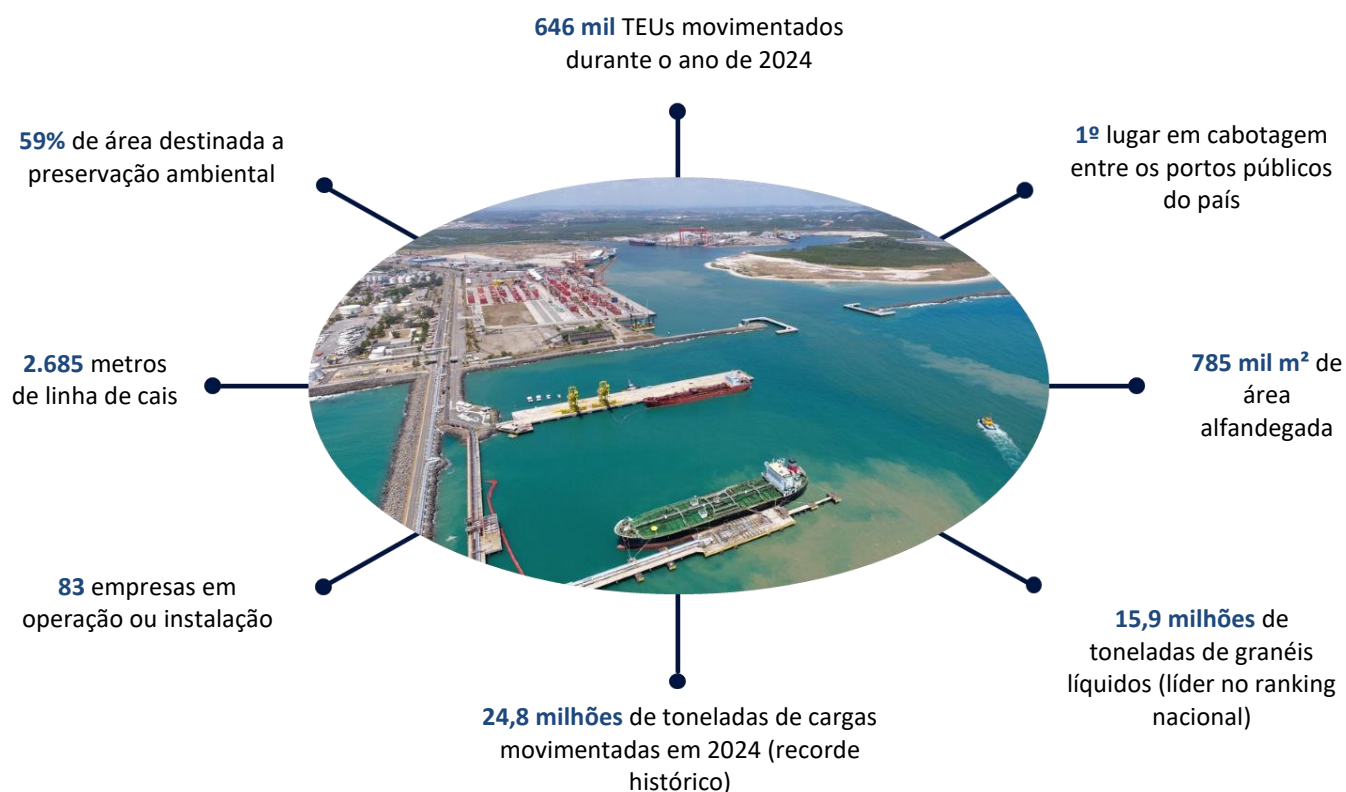 646 mil TEUs movimentados
durante o ano de 2024
59% de área destinada a
preservação ambiental
1º lugar em cabotagem
entre os portos públicos
do país
2.685 metros
de linha de cais
785 mil m² de
área
alfandegada
83 empresas em
operação ou instalação
15,9 milhões de
toneladas de granéis
líquidos (líder no ranking
nacional)
24,8 milhões de toneladas de cargas
movimentadas em 2024 (recorde
histórico)